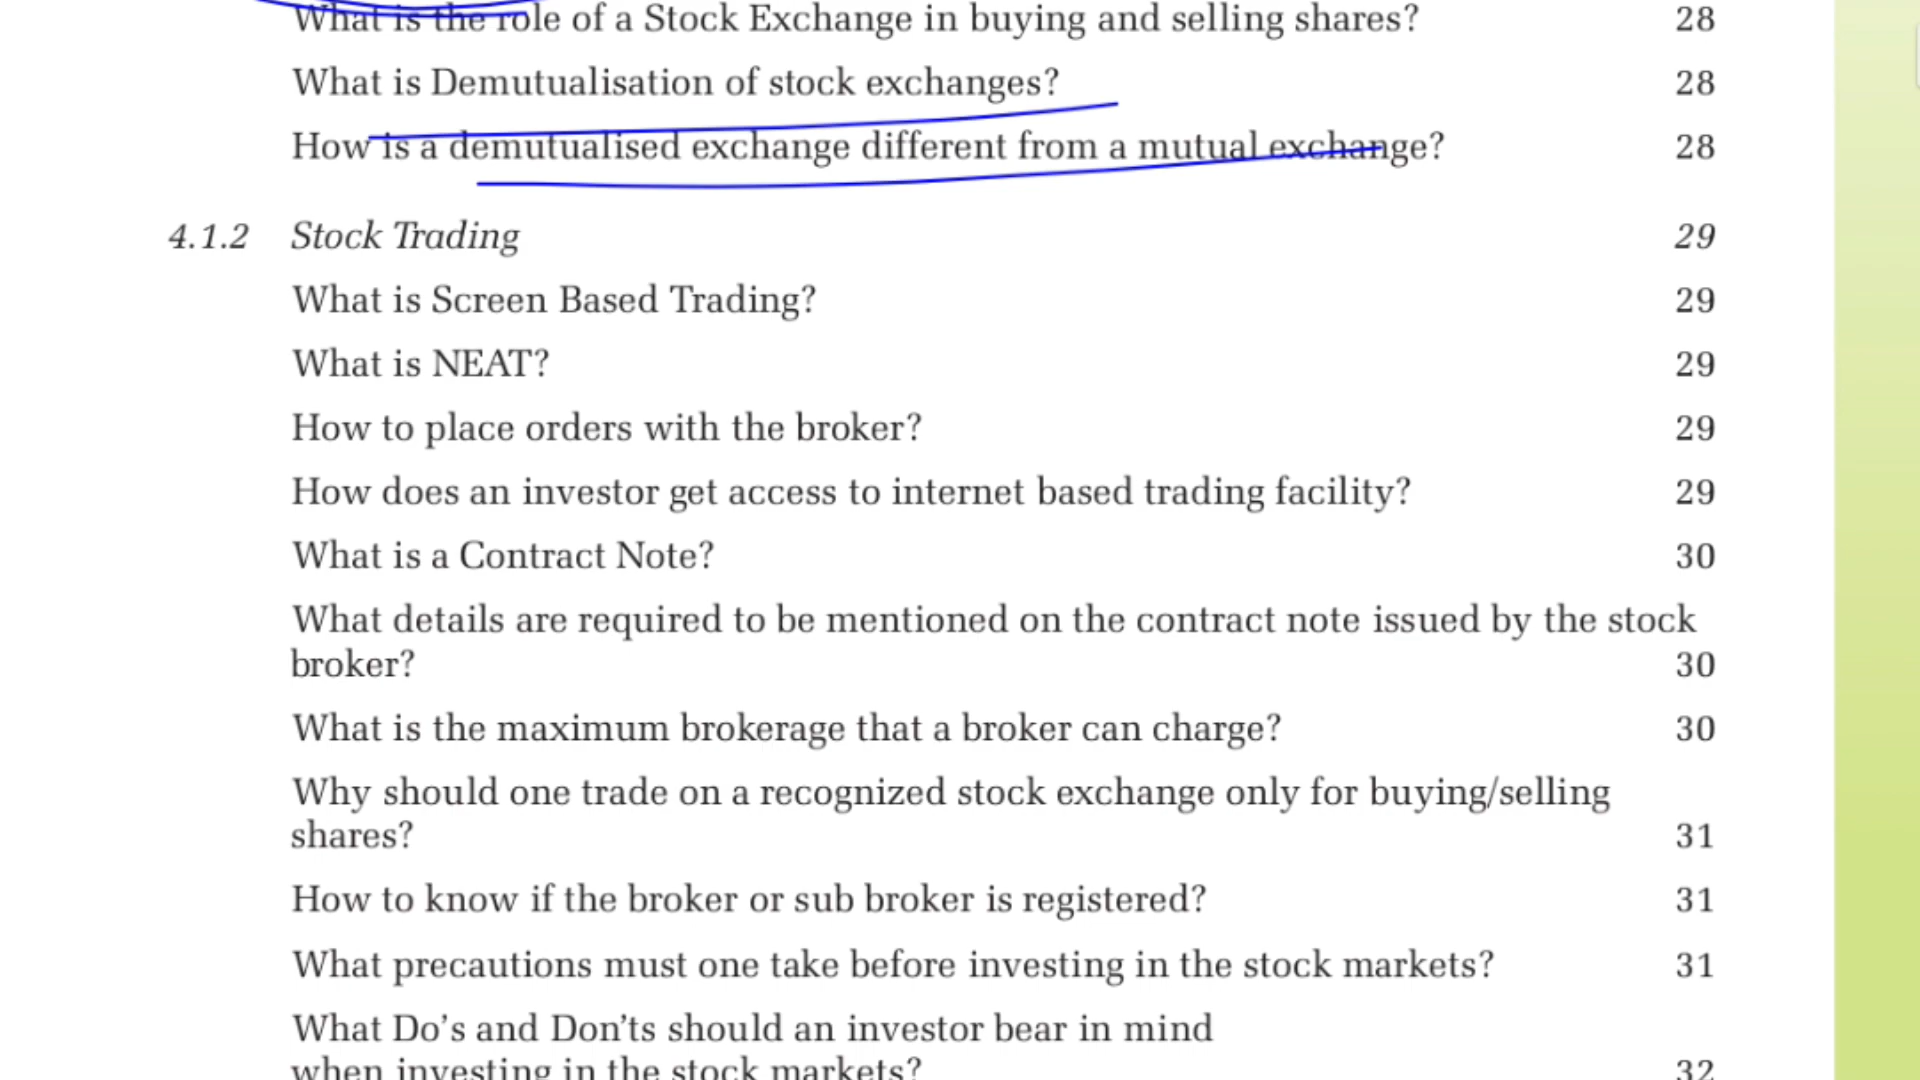 What is the role of a Stock Exchange in buying and selling shares? 28
What is Demutualisation of stock exchanges? 28
How is a demutualised exchange different from a mutual exchange? 28
4.1.2 Stock Trading 29
What is Screen Based Trading? 29
What is NEAT? 29
How to place orders with the broker? 29
How does an investor get access to internet based trading facility? 29
What is a Contract Note? 30
What details are required to be mentioned on the contract note issued by the stock
broker? 30
What is the maximum brokerage that a broker can charge? 30
Why should one trade on a recognized stock exchange only for buying/selling
shares? 31
How to know if the broker or sub broker is registered? 31
What precautions must one take before investing in the stock markets? 31
What Do's and Don'ts should an investor bear in mind
when investing in the stock markets? 32